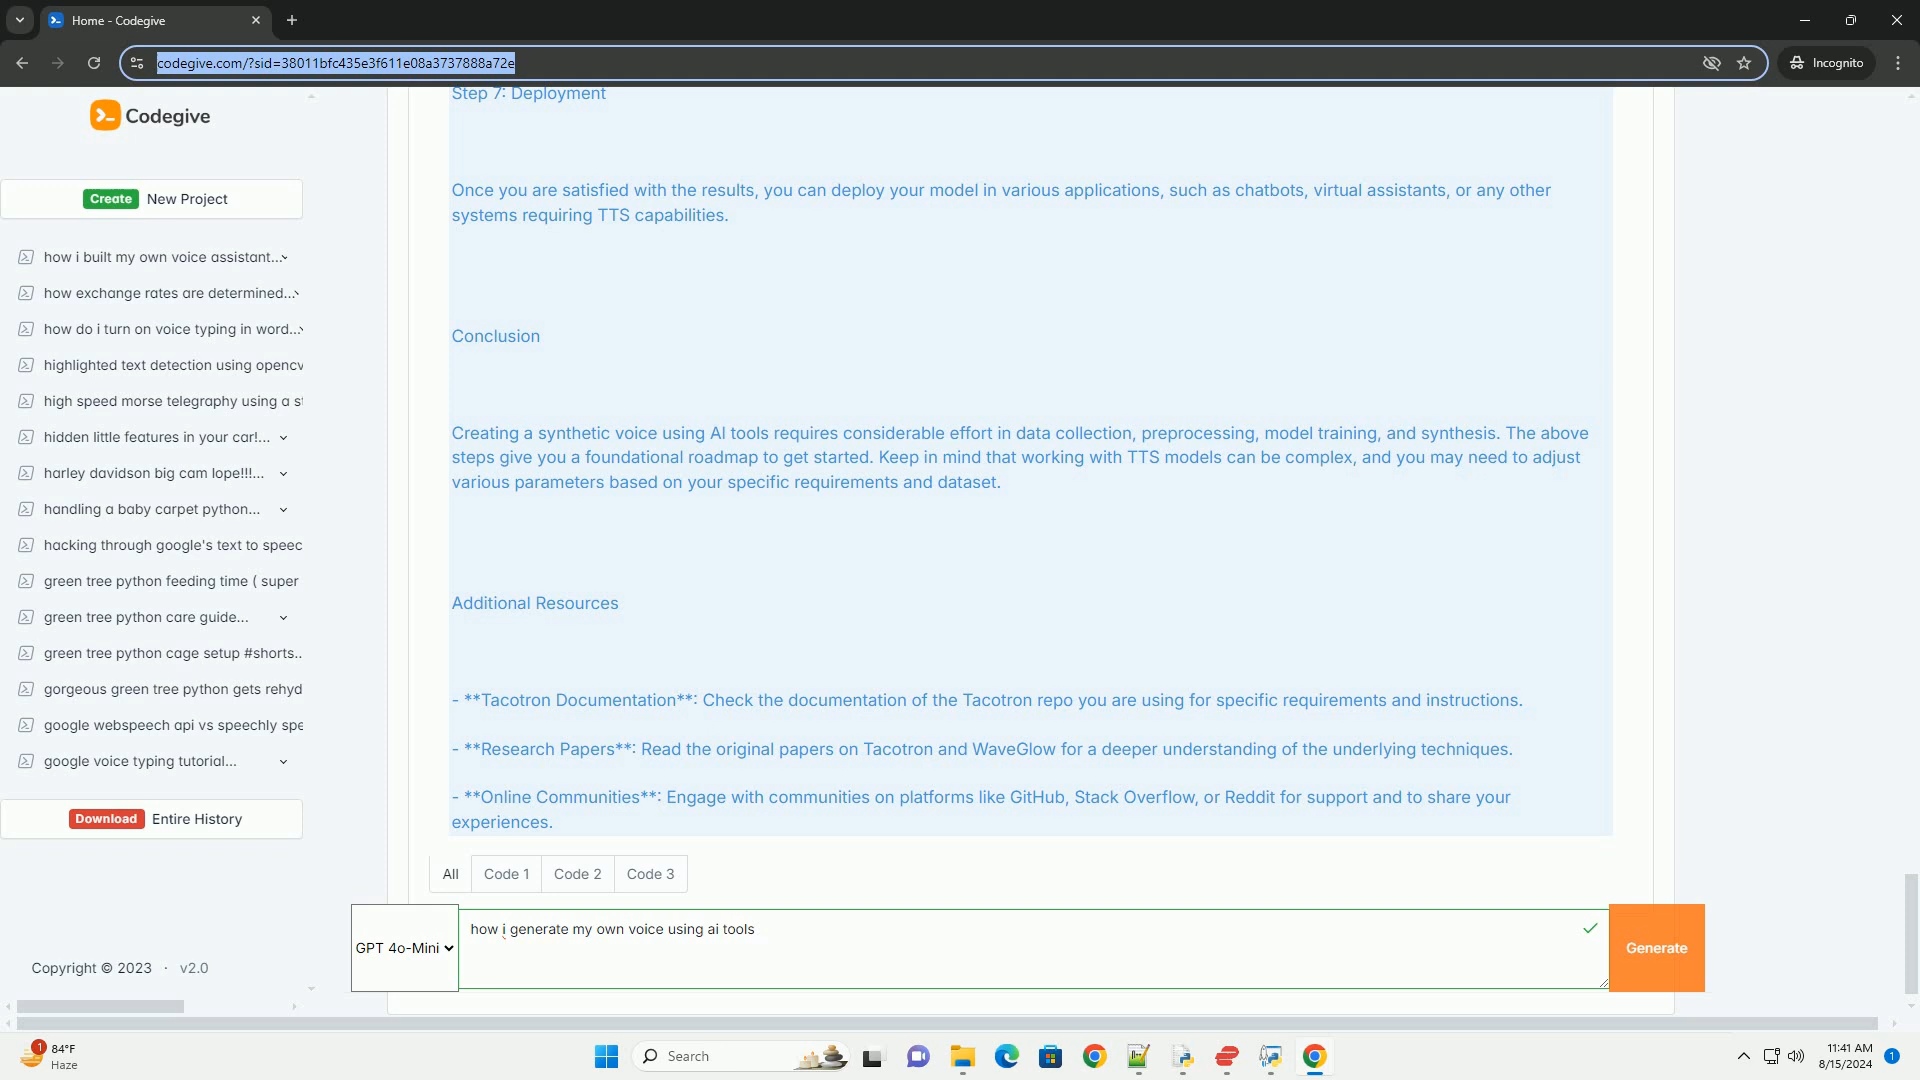 Home - Codegive
codegive.com/?sid=38011bfc435e3f611e08a3737888a72e
Incognito
Codegive
Create New Project
how i built my own voice assistant...
how exchange rates are determined...
how do i turn on voice typing in word...
highlighted text detection using opencv
high speed morse telegraphy using a st
hidden little features in your car!...
harley davidson big cam lope!!!...
handling a baby carpet python...
hacking through google's text to speec
green tree python feeding time ( super
green tree python care guide...
green tree python cage setup #shorts..
gorgeous green tree python gets rehyd
google webspeech api vs speechly spe
google voice typing tutorial...
Download Entire History
Copyright © 2023 · v2.0
Step 7: Deployment
Once you are satisfied with the results, you can deploy your model in various applications, such as chatbots, virtual assistants, or any other
systems requiring TTS capabilities.
Conclusion
Creating a synthetic voice using AI tools requires considerable effort in data collection, preprocessing, model training, and synthesis. The above
steps give you a foundational roadmap to get started. Keep in mind that working with TTS models can be complex, and you may need to adjust
various parameters based on your specific requirements and dataset.
Additional Resources
- **Tacotron Documentation**: Check the documentation of the Tacotron repo you are using for specific requirements and instructions.
- **Research Papers**: Read the original papers on Tacotron and WaveGlow for a deeper understanding of the underlying techniques.
- **Online Communities**: Engage with communities on platforms like GitHub, Stack Overflow, or Reddit for support and to share your
experiences.
All Code 1 Code 2 Code 3
GPT 4o-Mini
how i generate my own voice using ai tools
Generate
1
84°F
Haze
Search
11:41 AM
8/15/2024
1